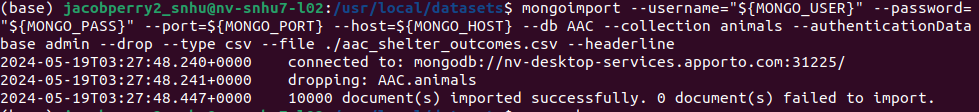 (base) jacobperry2_snhu@nv-snhu7-l02:/usr/local/datasets$ mongoimport --username="${MONGO_USER}" --password=
"${MONGO_PASS}" --port=${MONGO_PORT} --host=${MONGO_HOST} --db AAC --collection animals --authenticationData
base admin --drop --type csv --file ./aac_shelter_outcomes.csv --headerline
2024-05-19T03:27:48.240+0000 connected to: mongodb://nv-desktop-services.apporto.com:31225/
2024-05-19T03:27:48.241+0000 dropping: AAC.animals
2024-05-19T03:27:48.447+0000 10000 document(s) imported successfully. 0 document(s) failed to import.